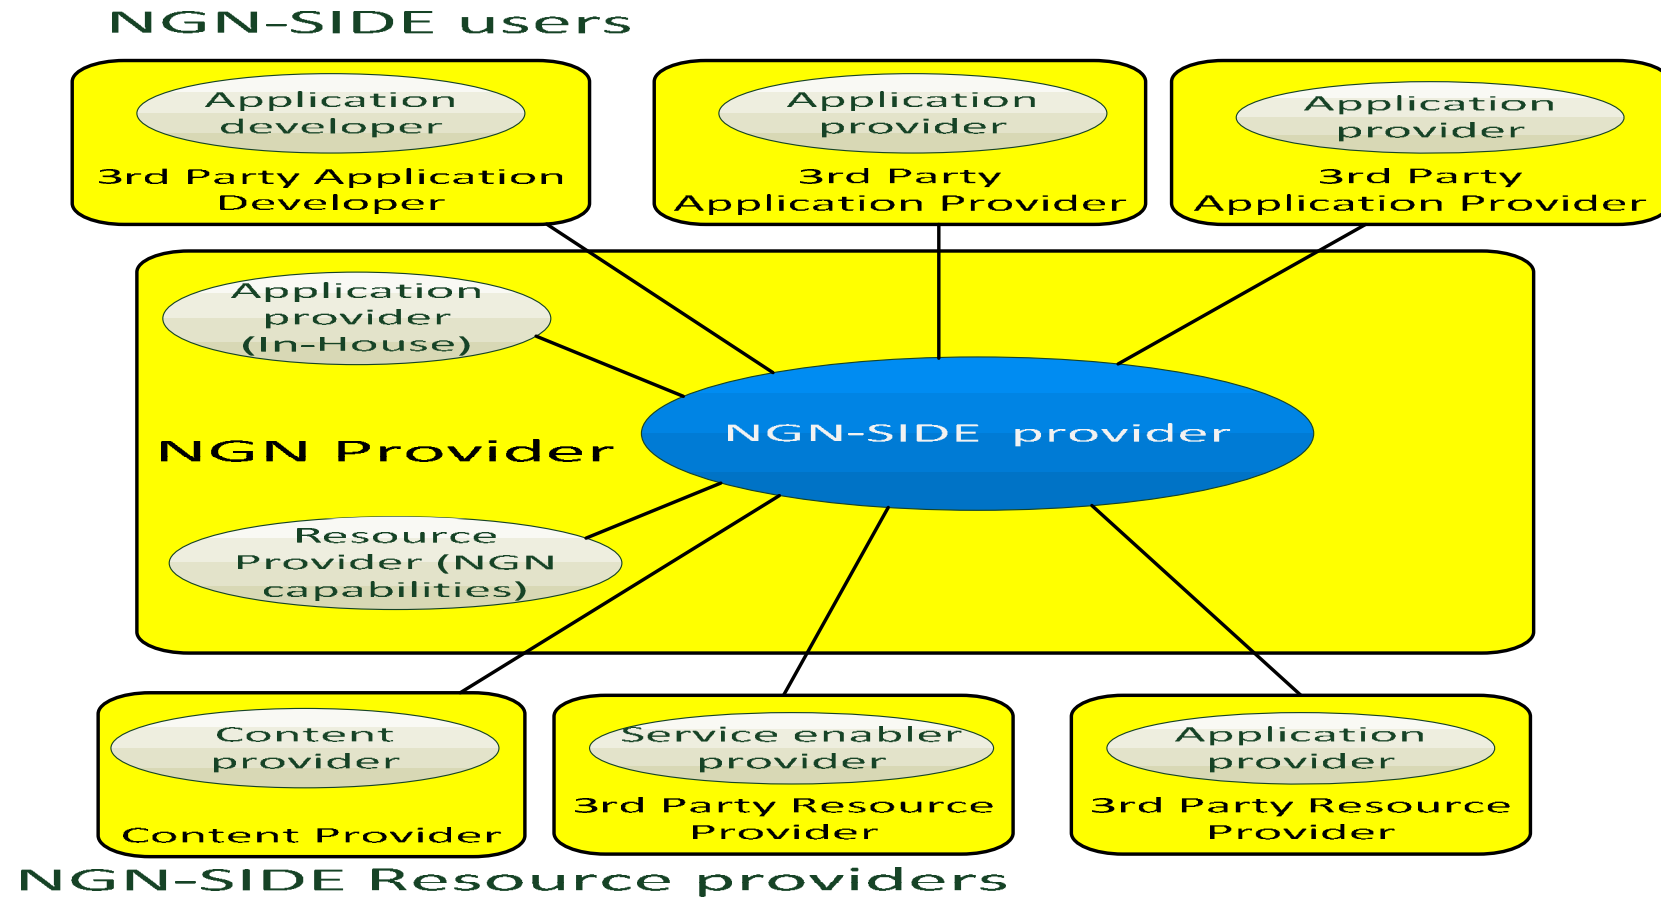 NGN-SIDE users
Application
developer
3rd Party Application
Developer
Application
provider
3rd Party
Application Provider
Application
provider
3rd Party
Application Provider
Application
provider
(In-House)
NGN Provider
NGN-SIDE provider
Resource
Provider (NGN
capabilities)
Content
provider
Content Provider
Service enabler
provider
3rd Party Resource
Provider
Application
provider
3rd Party Resource
Provider
NGN-SIDE Resource providers